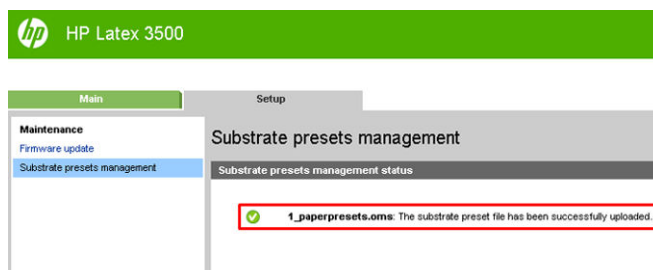 hp HP Latex 3500
Main Setup
Maintenance
Firmware update
Substrate presets management
Substrate presets management
Substrate presets management status
1_paperpresets.oms: The substrate preset file has been successfully uploaded.